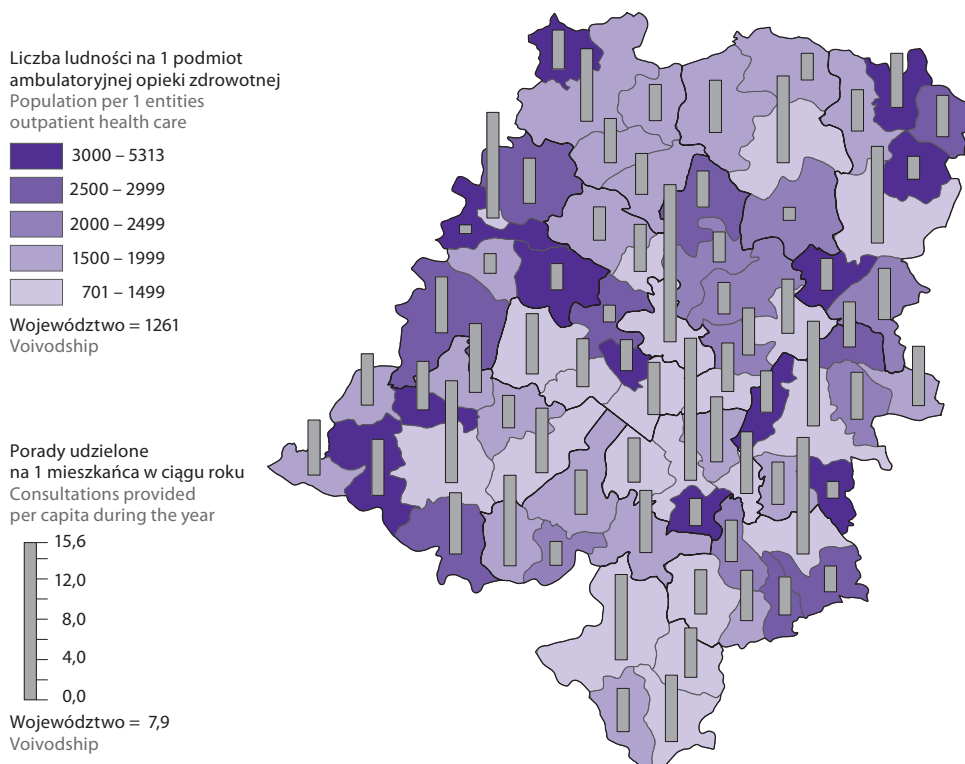 Liczba ludności na 1 podmiot
ambulatoryjnej opieki zdrowotnej
Population per 1 entities
outpatient health care
3000 – 5313
2500 – 2999
2000 – 2499
1500 – 1999
701 – 1499
Województwo = 1261
Voivodship
Porady udzielone
na 1 mieszkańca w ciągu roku
Consultations provided
per capita during the year
15,6
12,0
8,0
4,0
0,0
Województwo = 7,9
Voivodship